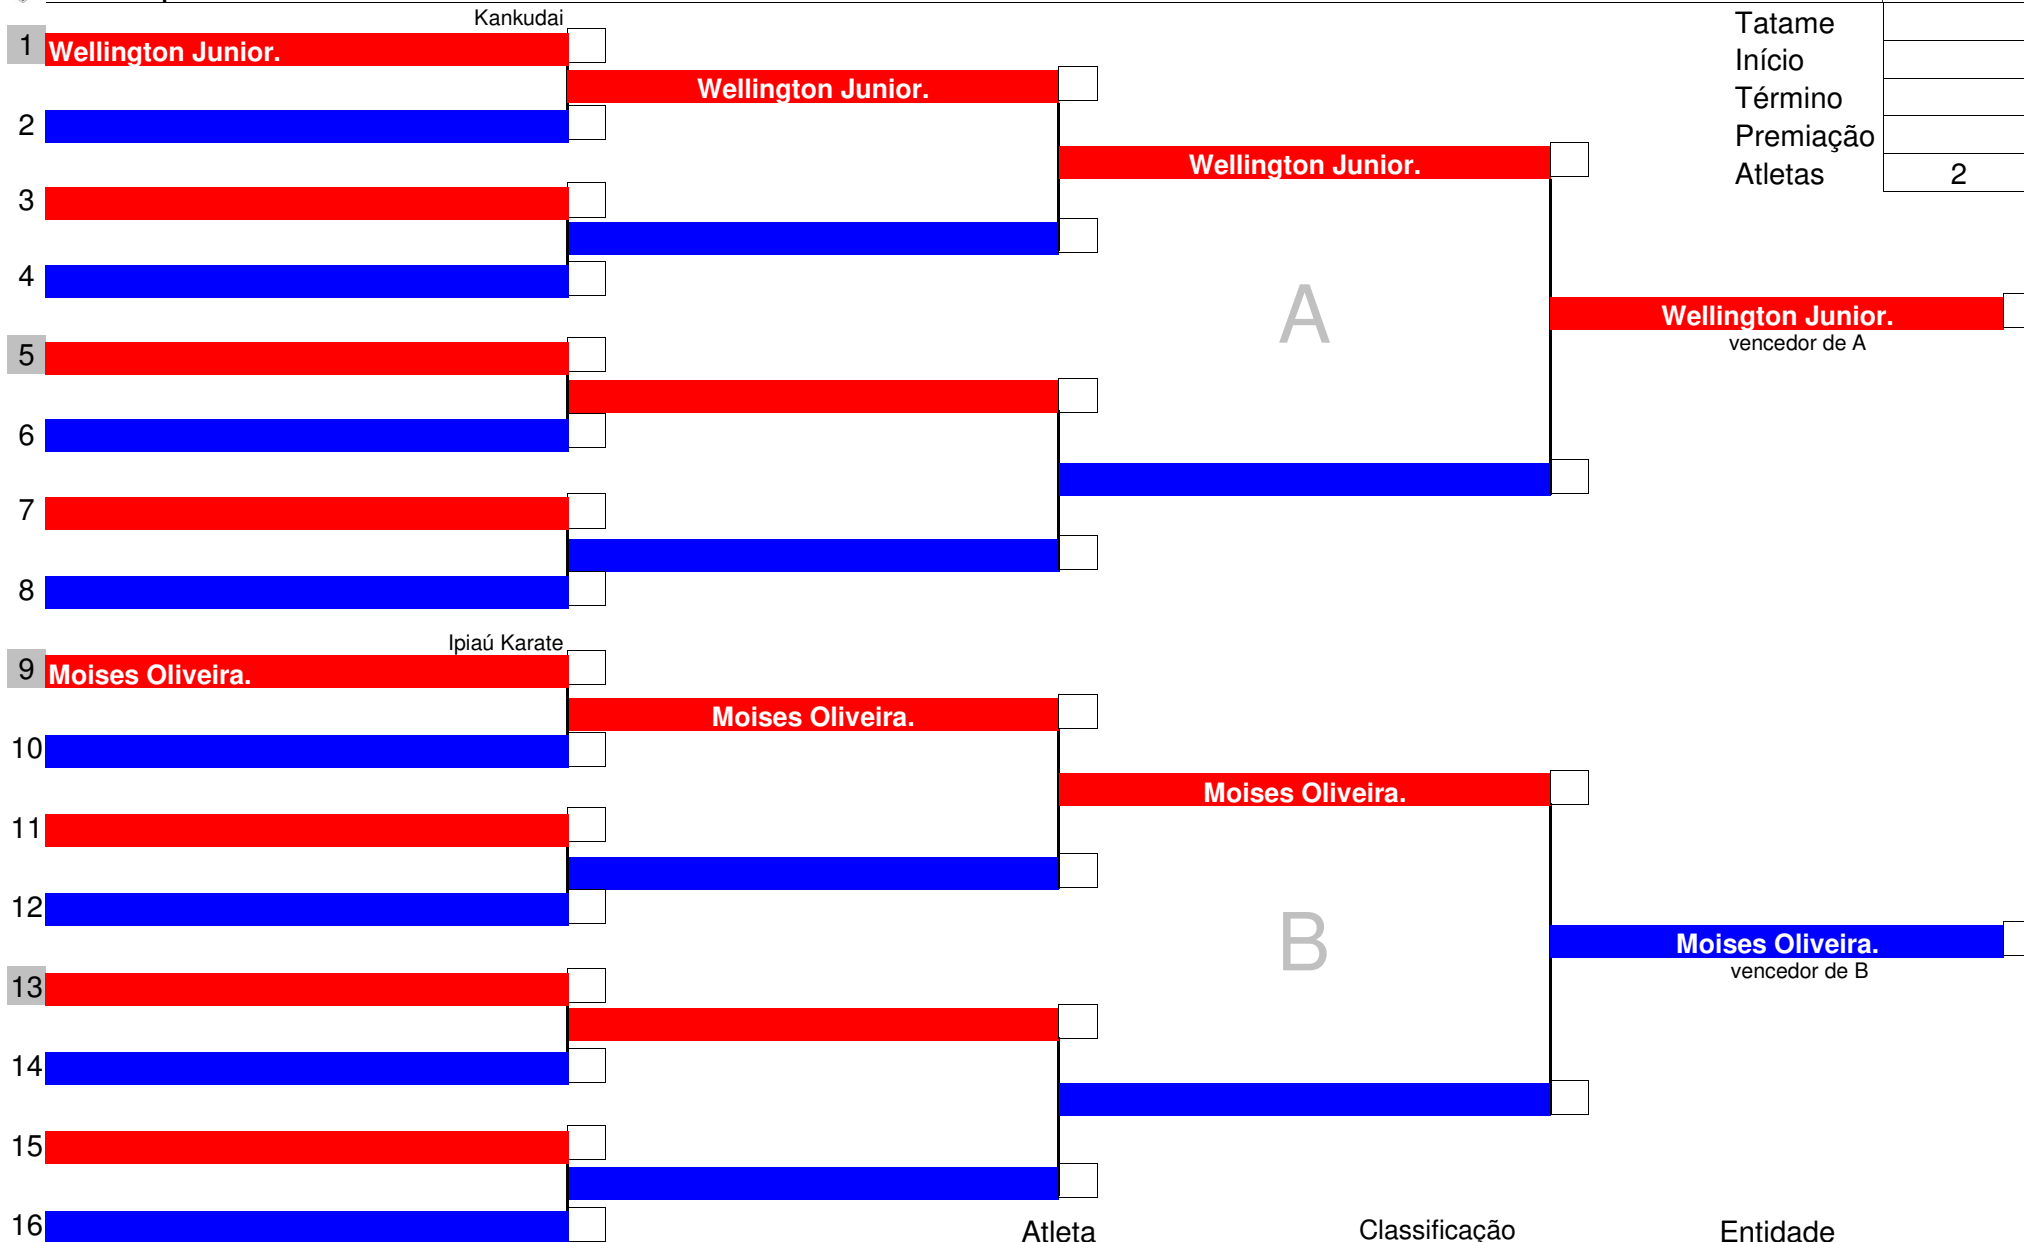 Kankudai
Tatame
1 Wellington Junior.
Início
Wellington Junior.
Término
2
Premiação
Wellington Junior.
Atletas 2
3
4
A
Wellington Junior.
vencedor de A
5
6
7
8
Ipiaú Karate
9 Moises Oliveira.
Moises Oliveira.
10
Moises Oliveira.
11
12
B
Moises Oliveira.
vencedor de B
13
14
15
16
Atleta Classificação Entidade